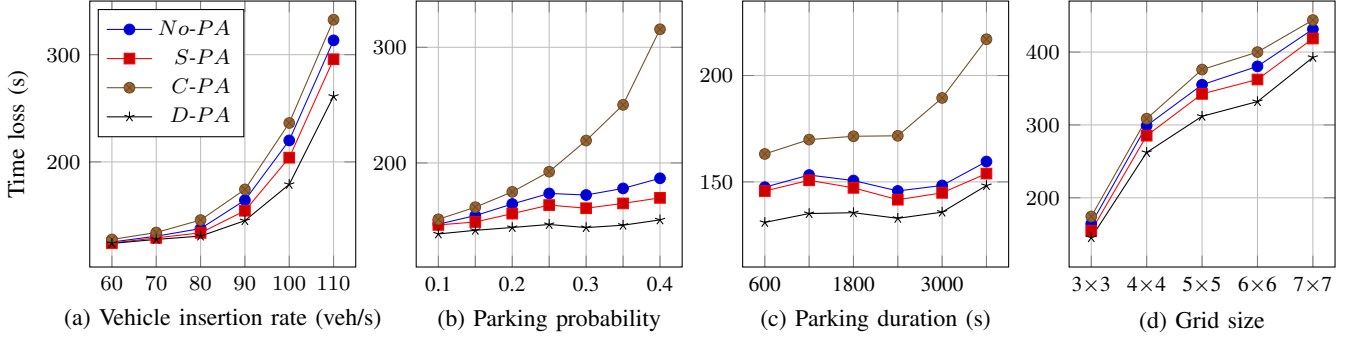 Time loss (s)
300
200
No-PA
S-PA
C-PA
D-PA
60 70 80 90 100 110
(a) Vehicle insertion rate (veh/s)
300
250
200
150
0.1 0.2 0.3 0.4
(b) Parking probability
200
150
600 1800 3000
(c) Parking duration (s)
400
300
200
3×3 4×4 5×5 6×6 7×7
(d) Grid size